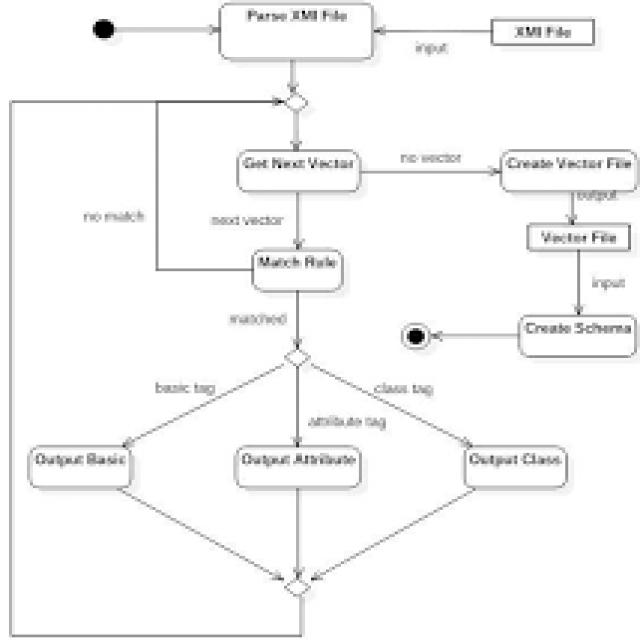 Parse XMI File
XMI File
input
Get Next Vector
no vector
Create Vector File
output
no match
next vector
Vector File
Match Rule
input
matched
Create Schema
basic tag
class tag
attribute tag
Output Basic
Output Attribute
Output Class